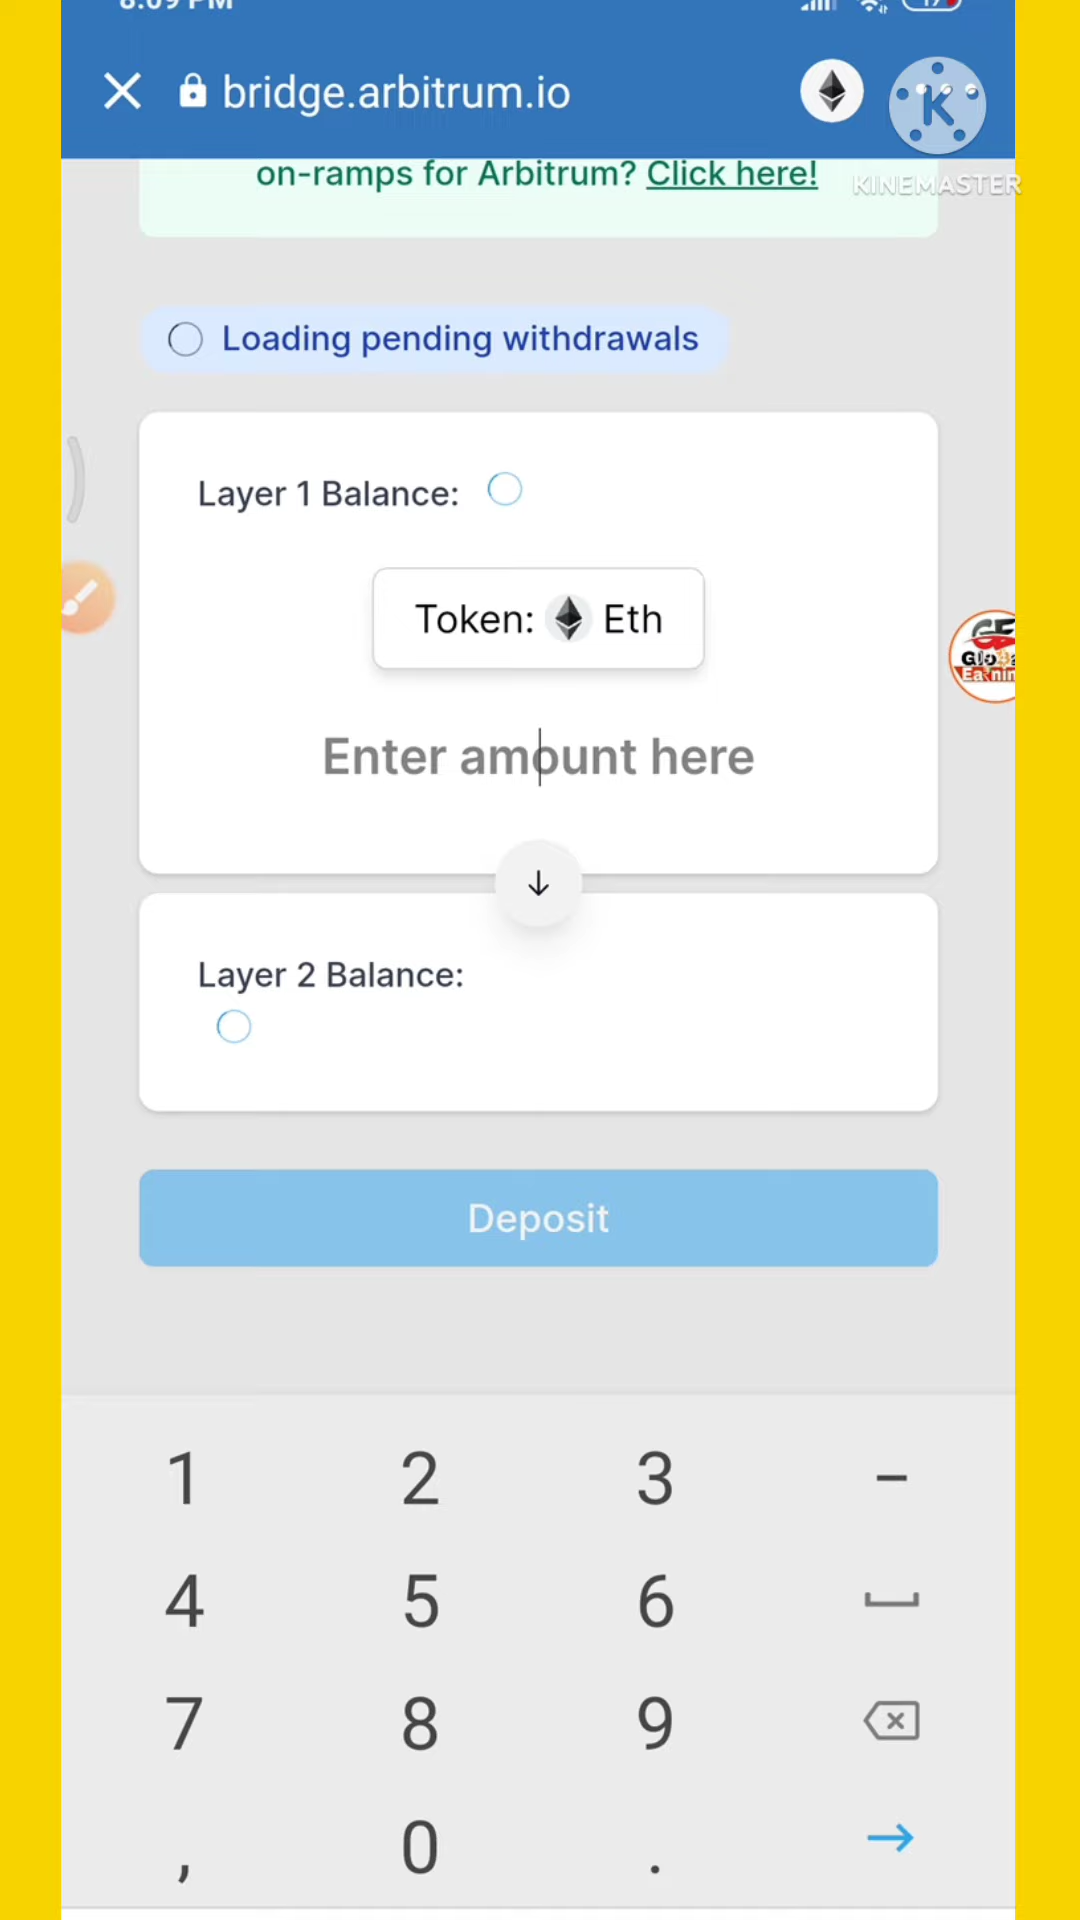 8:09 PM
bridge.arbitrum.io
K
KINEMASTER
on-ramps for Arbitrum? Click here!
Loading pending withdrawals
Layer 1 Balance:
Token: Eth
GE
Enter amount here
Layer 2 Balance:
Deposit
1 2 3 -
4 5 6
7 8 9
, 0 .